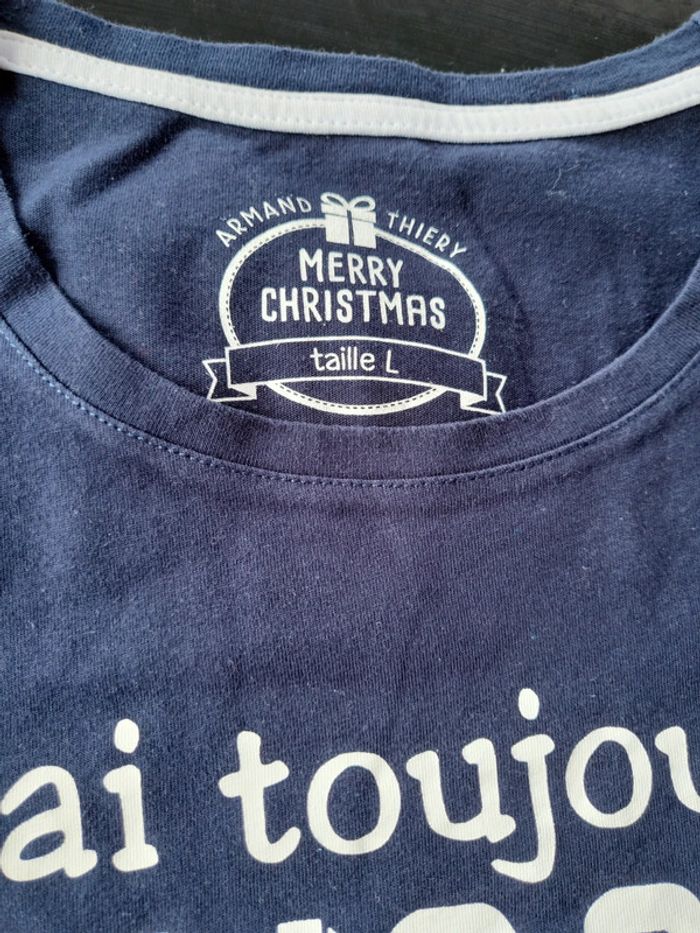 ARMAND THIERY
MERRY
CHRISTMAS
taille L
ai toujou